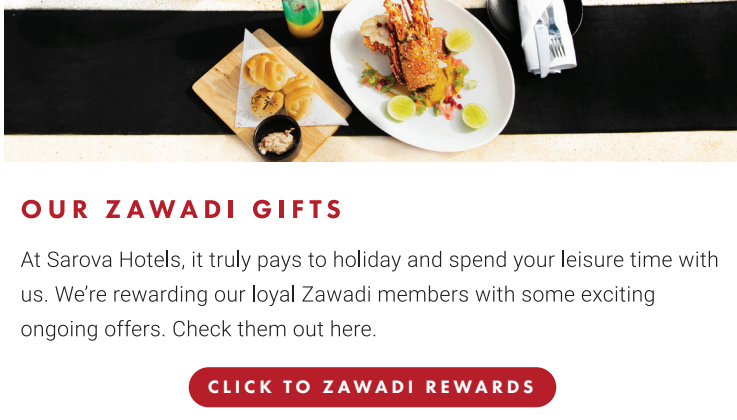 OUR ZAWADI GIFTS
At Sarova Hotels, it truly pays to holiday and spend your leisure time with
us. We’re rewarding our loyal Zawadi members with some exciting
ongoing offers. Check them out here.
CLICK TO ZAWADI REWARDS